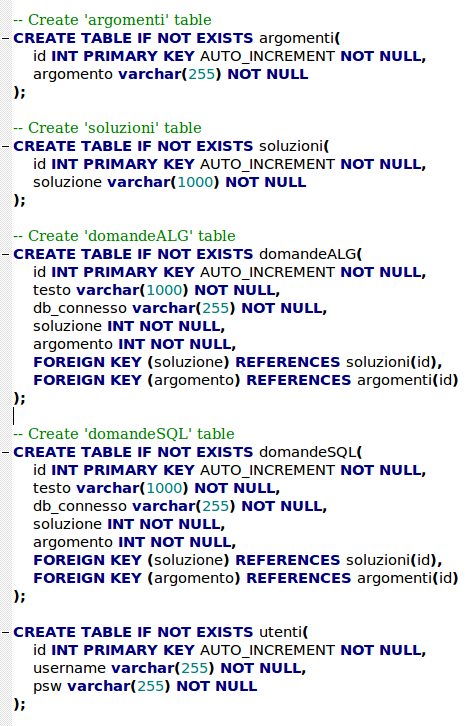 -- Create 'argomenti' table
CREATE TABLE IF NOT EXISTS argomenti(
id INT PRIMARY KEY AUTO_INCREMENT NOT NULL,
argomento varchar(255) NOT NULL
);
-- Create 'soluzioni' table
CREATE TABLE IF NOT EXISTS soluzioni(
id INT PRIMARY KEY AUTO_INCREMENT NOT NULL,
soluzione varchar(1000) NOT NULL
);
-- Create 'domandeALG' table
CREATE TABLE IF NOT EXISTS domandeALG(
id INT PRIMARY KEY AUTO_INCREMENT NOT NULL,
testo varchar(1000) NOT NULL,
db_connesso varchar(255) NOT NULL,
soluzione INT NOT NULL,
argomento INT NOT NULL,
FOREIGN KEY (soluzione) REFERENCES soluzioni(id),
FOREIGN KEY (argomento) REFERENCES argomenti(id)
);
-- Create 'domandeSQL' table
CREATE TABLE IF NOT EXISTS domandeSQL(
id INT PRIMARY KEY AUTO_INCREMENT NOT NULL,
testo varchar(1000) NOT NULL,
db_connesso varchar(255) NOT NULL,
soluzione INT NOT NULL,
argomento INT NOT NULL,
FOREIGN KEY (soluzione) REFERENCES soluzioni(id),
FOREIGN KEY (argomento) REFERENCES argomenti(id)
);
CREATE TABLE IF NOT EXISTS utenti(
id INT PRIMARY KEY AUTO_INCREMENT NOT NULL,
username varchar(255) NOT NULL,
psw varchar(255) NOT NULL
);